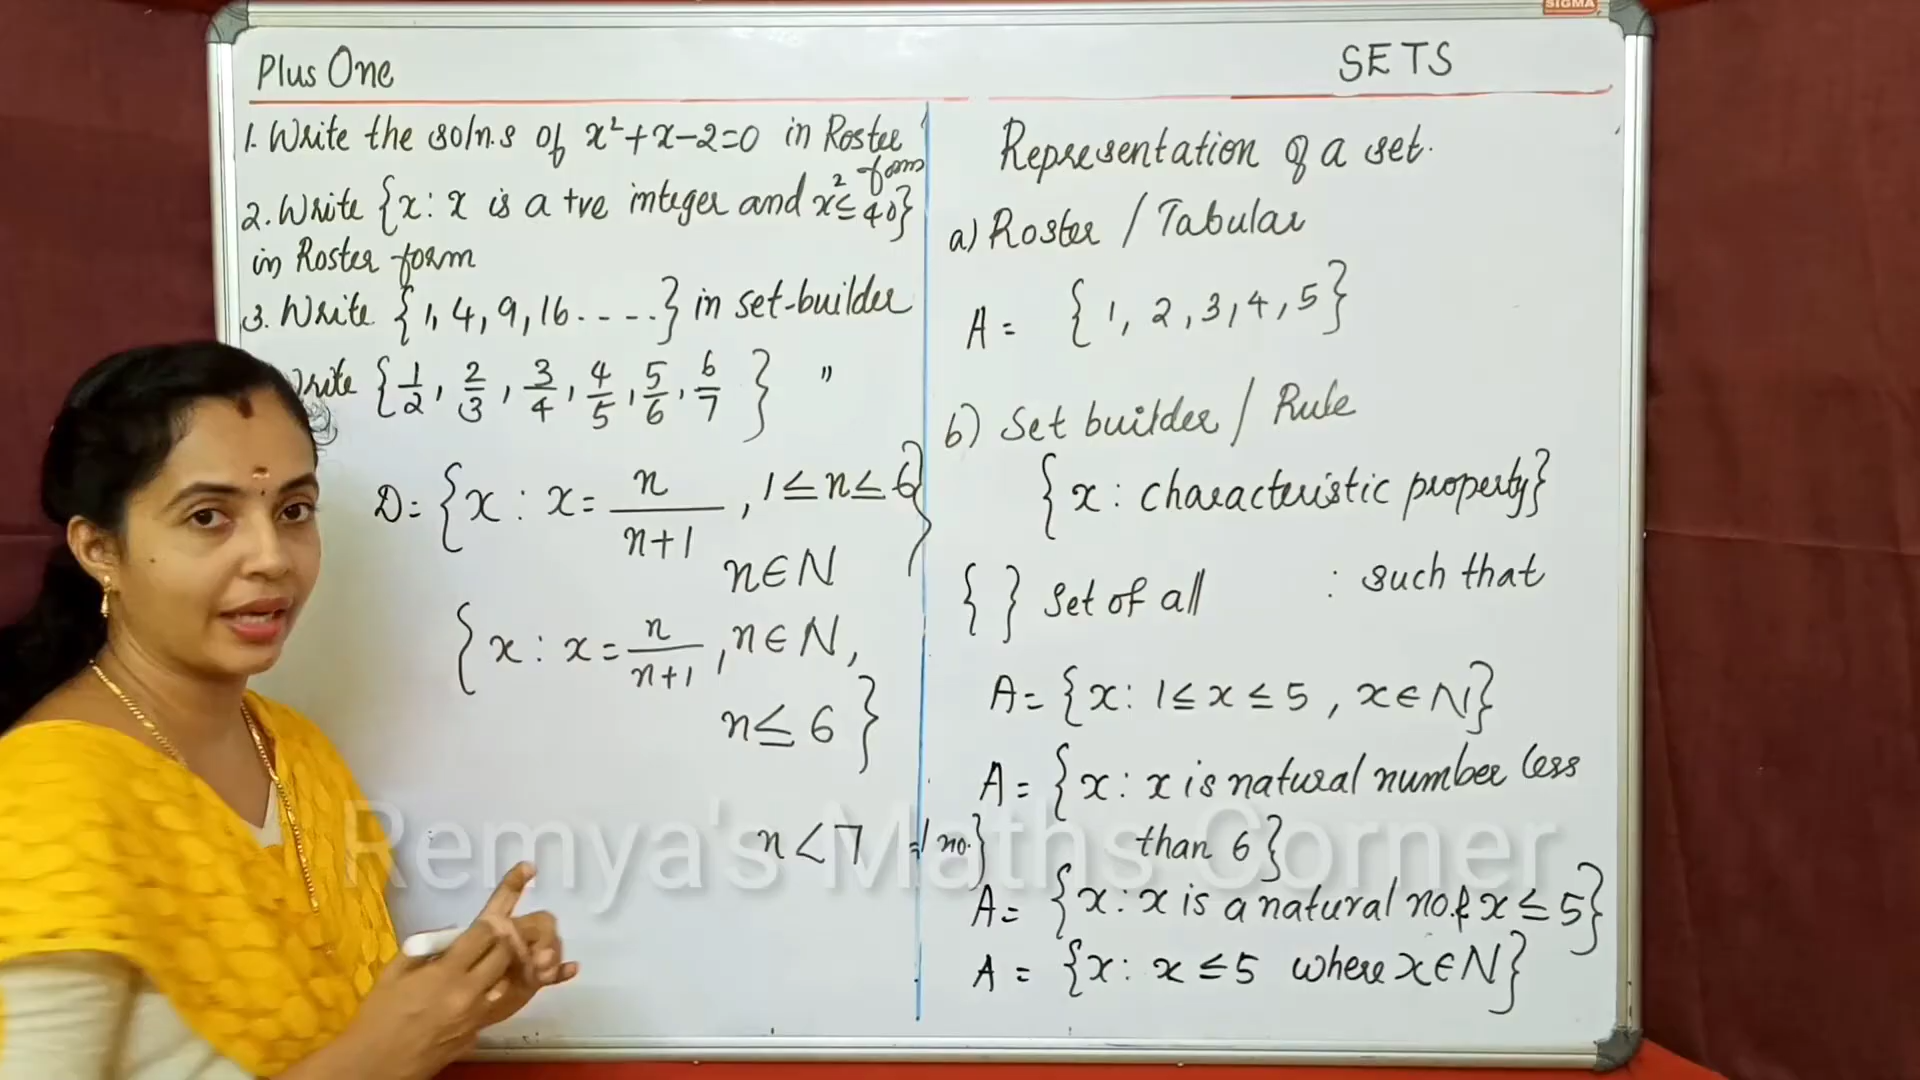 SIGMA
Plus One
SETS
1. Write the soln.s of x²+x-2=0 in Roster
form
2. Write {x: x is a +ve integer and x² ≤ 40}
in Roster form
3. Write {1, 4, 9, 16 - - - -} in set-builder
rite {1/2, 2/3, 3/4, 4/5, 5/6, 6/7} "
D = {x : x = n/(n+1), 1 ≤ n ≤ 6}
n ∈ N
{x : x = n/(n+1), n ∈ N,
n ≤ 6}
n < 7
Representation of a set.
a) Roster / Tabular
A = {1, 2, 3, 4, 5}
b) Set builder / Rule
{x : characteristic property}
{ } Set of all : such that
A = {x: 1 ≤ x ≤ 5, x ∈ N}
A = {x : x is natural number less
no.} than 6}
A = {x : x is a natural no. & x ≤ 5}
A = {x : x ≤ 5 where x ∈ N}
Remya's Maths Corner